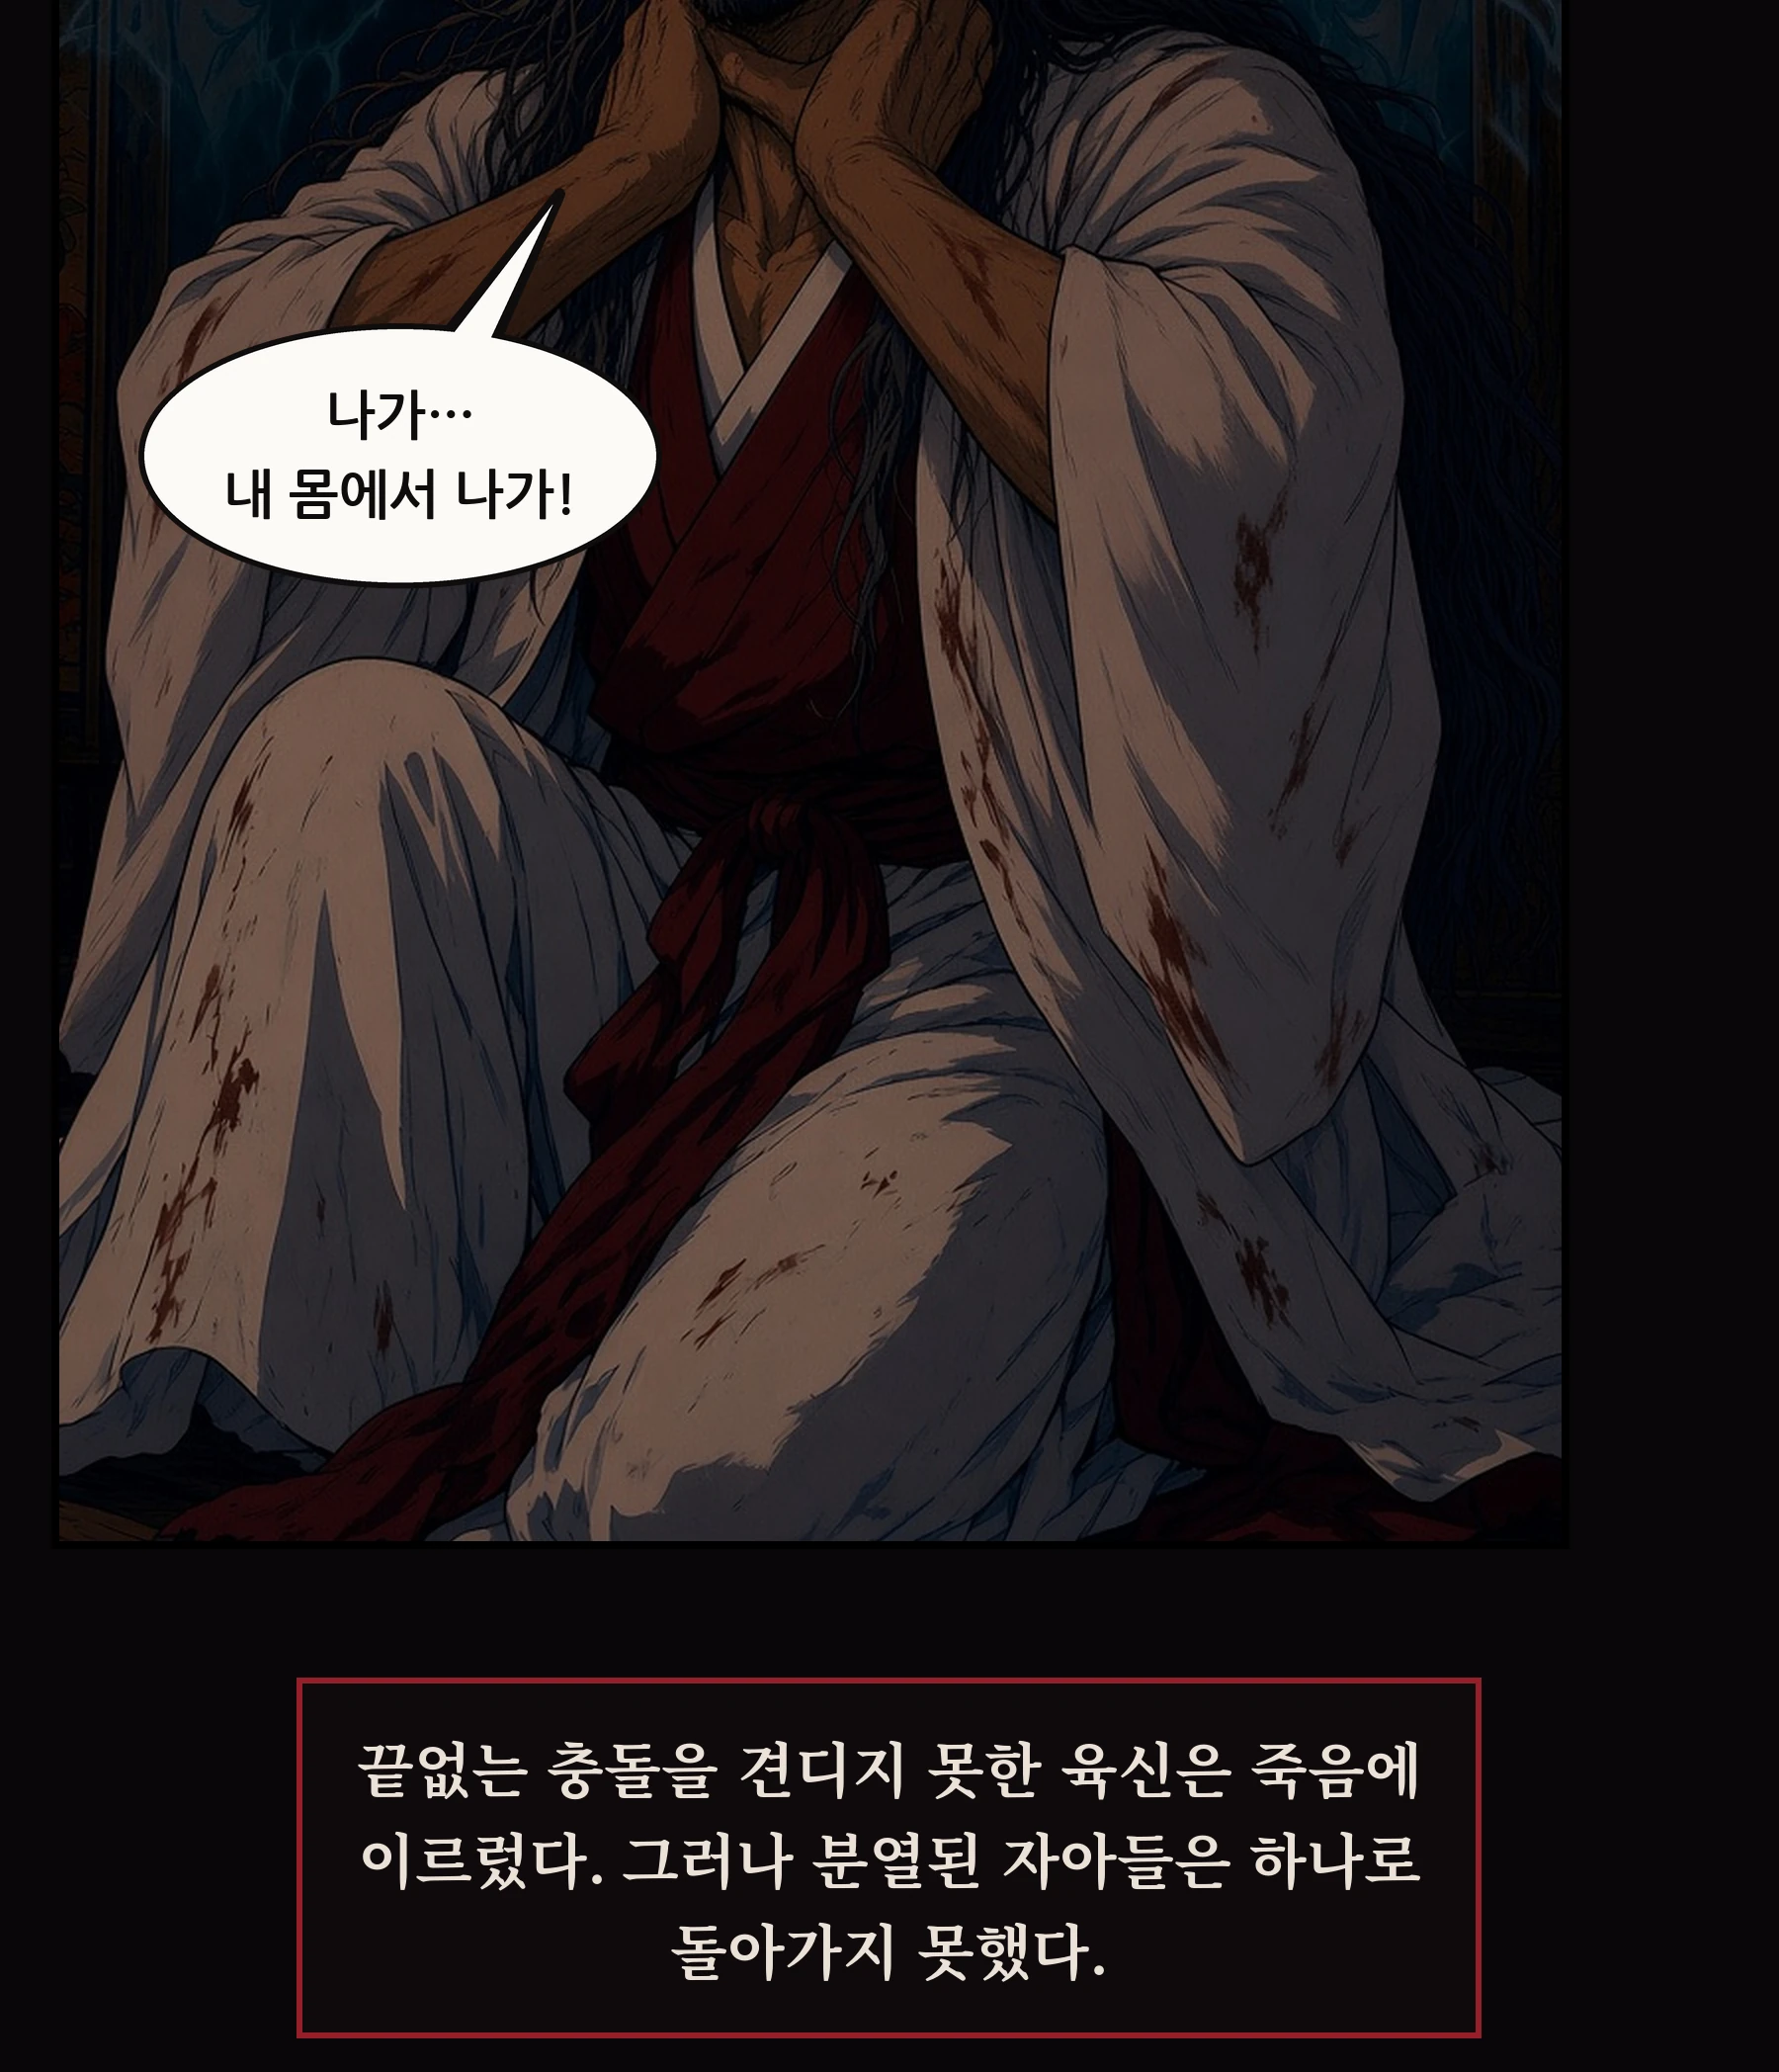 나가…
내 몸에서 나가!
끝없는 충돌을 견디지 못한 육신은 죽음에
이르렀다. 그러나 분열된 자아들은 하나로
돌아가지 못했다.